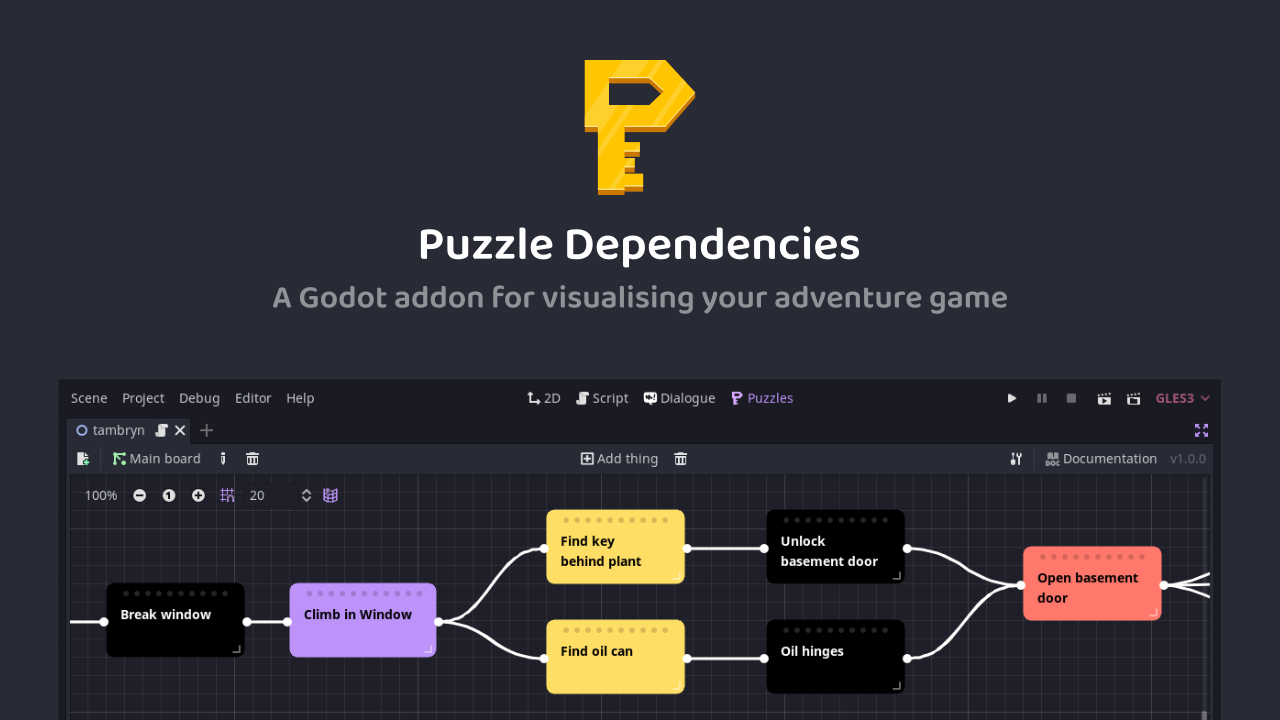 Puzzle Dependencies
A Godot addon for visualising your adventure game
Scene Project Debug Editor Help 2D Script Dialogue Puzzles GLES3
tambryn
Main board Add thing Documentation v1.0.0
100% 1 20
Find key
behind plant
Unlock
basement door
Open basement
door
Break window
Climb in Window
Find oil can
Oil hinges